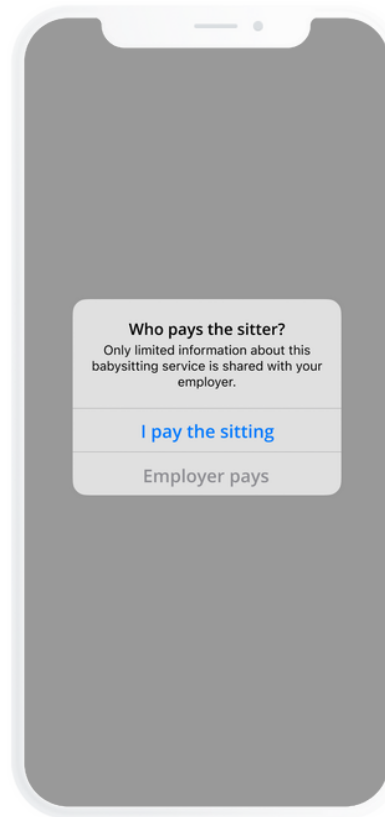 Who pays the sitter?
Only limited information about this
babysitting service is shared with your
employer.
I pay the sitting
Employer pays